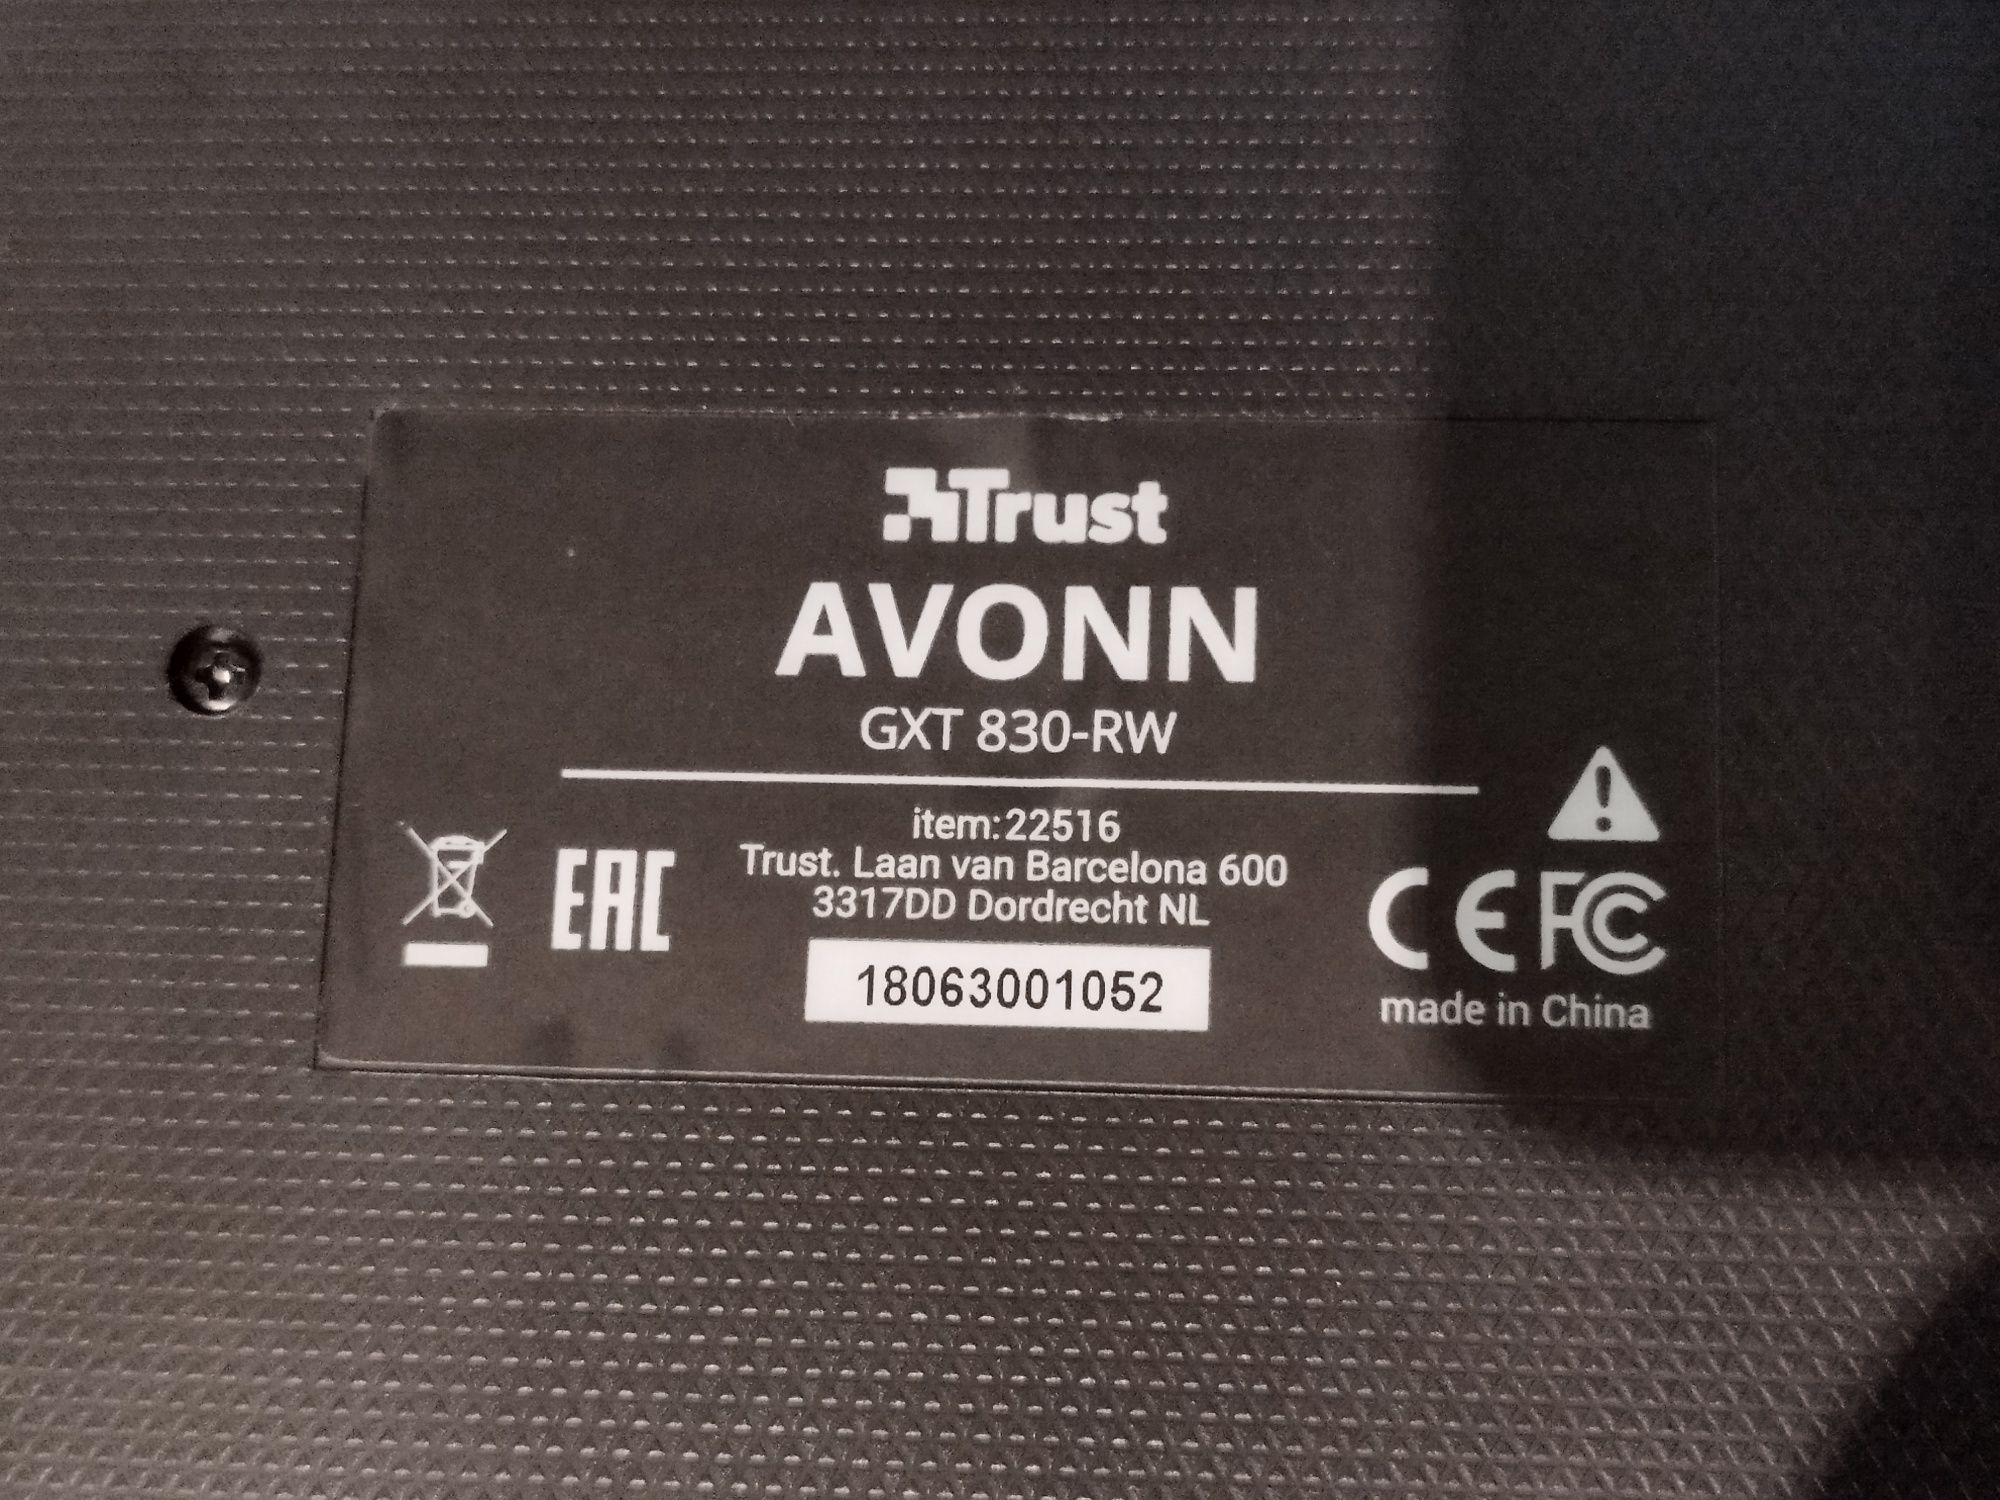 Trust
AVONN
GXT 830-RW
item:22516
Trust. Laan van Barcelona 600
3317DD Dordrecht NL
18063001052
EAC
CE FC
made in China